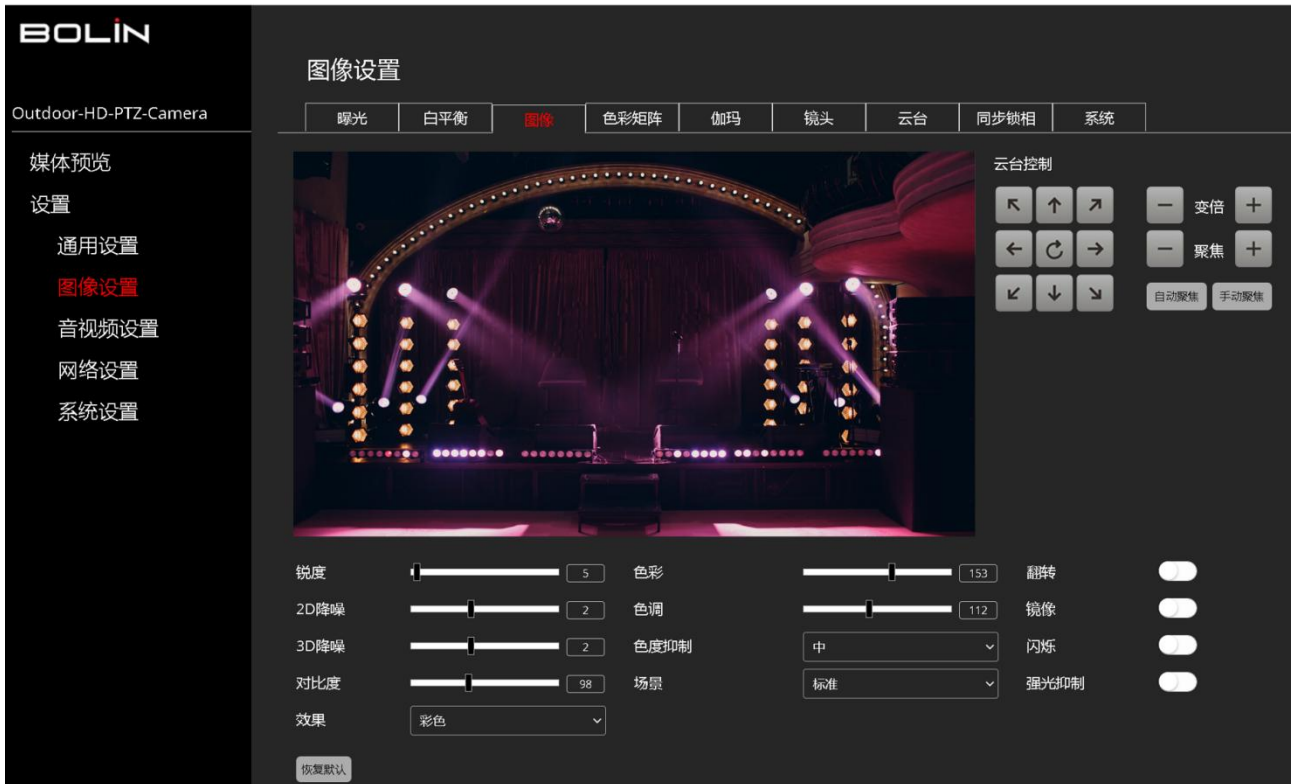 BOLIN
Outdoor-HD-PTZ-Camera
媒体预览
设置
通用设置
图像设置
音视频设置
网络设置
系统设置
图像设置
曝光 白平衡 图像 色彩矩阵 伽玛 镜头 云台 同步锁相 系统
云台控制
变倍
聚焦
自动聚焦 手动聚焦
锐度 5 色彩 153 翻转
2D降噪 2 色调 112 镜像
3D降噪 2 色度抑制 中 闪烁
对比度 98 场景 标准 强光抑制
效果 彩色
恢复默认